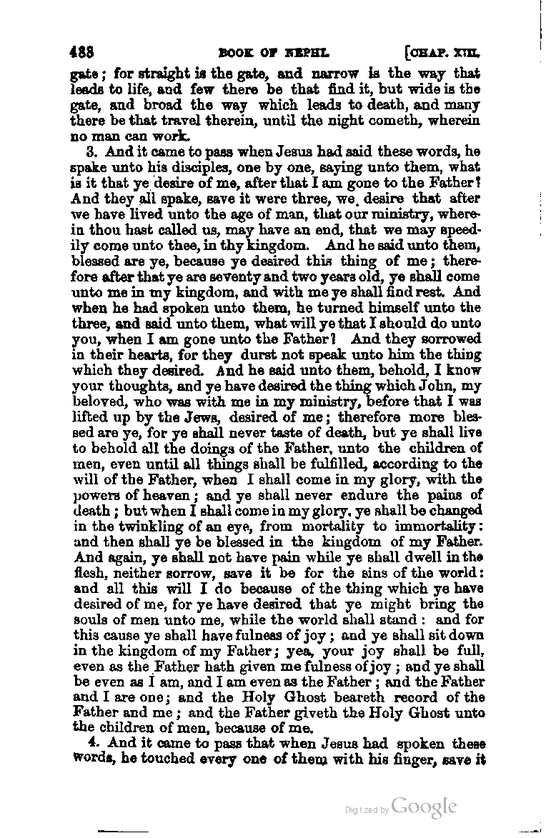 488 BOOK OF NEPHI. [CHAP. XIII.
gate; for straight is the gate, and narrow is the way that
leads to life, and few there be that find it, but wide is the
gate, and broad the way which leads to death, and many
there be that travel therein, until the night cometh, wherein
no man can work.
3. And it came to pass when Jesus had said these words, he
spake unto his disciples, one by one, saying unto them, what
is it that ye desire of me, after that I am gone to the Father?
And they all spake, save it were three, we desire that after
we have lived unto the age of man, that our ministry, where-
in thou hast called us, may have an end, that we may speed-
ily come unto thee, in thy kingdom. And he said unto them,
blessed are ye, because ye desired this thing of me; there-
fore after that ye are seventy and two years old, ye shall come
unto me in my kingdom, and with me ye shall find rest. And
when he had spoken unto them, he turned himself unto the
three, and said unto them, what will ye that I should do unto
you, when I am gone unto the Father? And they sorrowed
in their hearts, for they durst not speak unto him the thing
which they desired. And he said unto them, behold, I know
your thoughts, and ye have desired the thing which John, my
beloved, who was with me in my ministry, before that I was
lifted up by the Jews, desired of me; therefore more bles-
sed are ye, for ye shall never taste of death, but ye shall live
to behold all the doings of the Father, unto the children of
men, even until all things shall be fulfilled, according to the
will of the Father, when I shall come in my glory, with the
powers of heaven; and ye shall never endure the pains of
death; but when I shall come in my glory, ye shall be changed
in the twinkling of an eye, from mortality to immortality:
and then shall ye be blessed in the kingdom of my Father.
And again, ye shall not have pain while ye shall dwell in the
flesh, neither sorrow, save it be for the sins of the world:
and all this will I do because of the thing which ye have
desired of me, for ye have desired that ye might bring the
souls of men unto me, while the world shall stand: and for
this cause ye shall have fulness of joy; and ye shall sit down
in the kingdom of my Father; yea, your joy shall be full,
even as the Father hath given me fulness of joy; and ye shall
be even as I am, and I am even as the Father; and the Father
and I are one; and the Holy Ghost beareth record of the
Father and me; and the Father giveth the Holy Ghost unto
the children of men, because of me.
4. And it came to pass that when Jesus had spoken these
words, he touched every one of them with his finger, save it
Digitized by Google